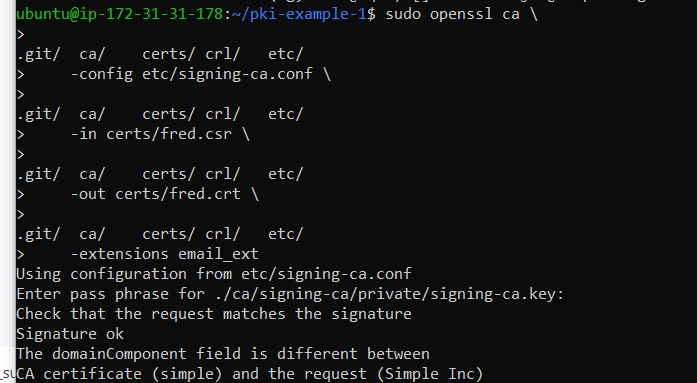 ubuntu@ip-172-31-31-178:~/pki-example-1$ sudo openssl ca \
>
.git/  ca/    certs/ crl/   etc/
>     -config etc/signing-ca.conf \
>
.git/  ca/    certs/ crl/   etc/
>     -in certs/fred.csr \
>
.git/  ca/    certs/ crl/   etc/
>     -out certs/fred.crt \
>
.git/  ca/    certs/ crl/   etc/
>     -extensions email_ext
Using configuration from etc/signing-ca.conf
Enter pass phrase for ./ca/signing-ca/private/signing-ca.key:
Check that the request matches the signature
Signature ok
The domainComponent field is different between
CA certificate (simple) and the request (Simple Inc)